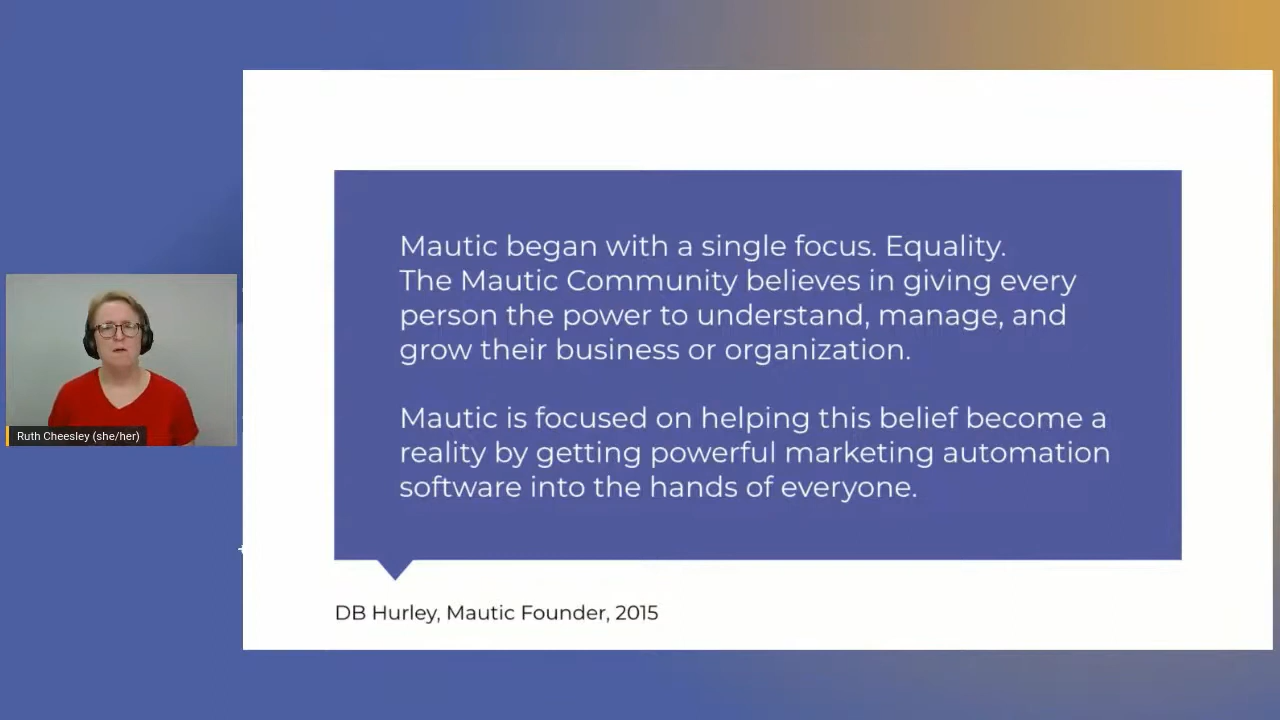 Mautic began with a single focus. Equality.
The Mautic Community believes in giving every
person the power to understand, manage, and
grow their business or organization.
Mautic is focused on helping this belief become a
reality by getting powerful marketing automation
software into the hands of everyone.
DB Hurley, Mautic Founder, 2015
Ruth Cheesley (she/her)